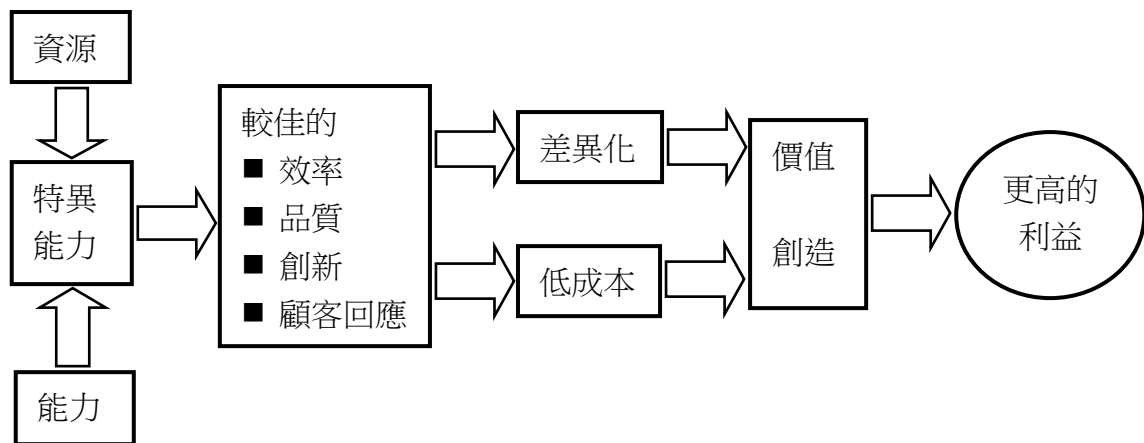 資源
特異
能力
能力
較佳的
■ 效率
■ 品質
■ 創新
■ 顧客回應
差異化
低成本
價值
創造
更高的
利益